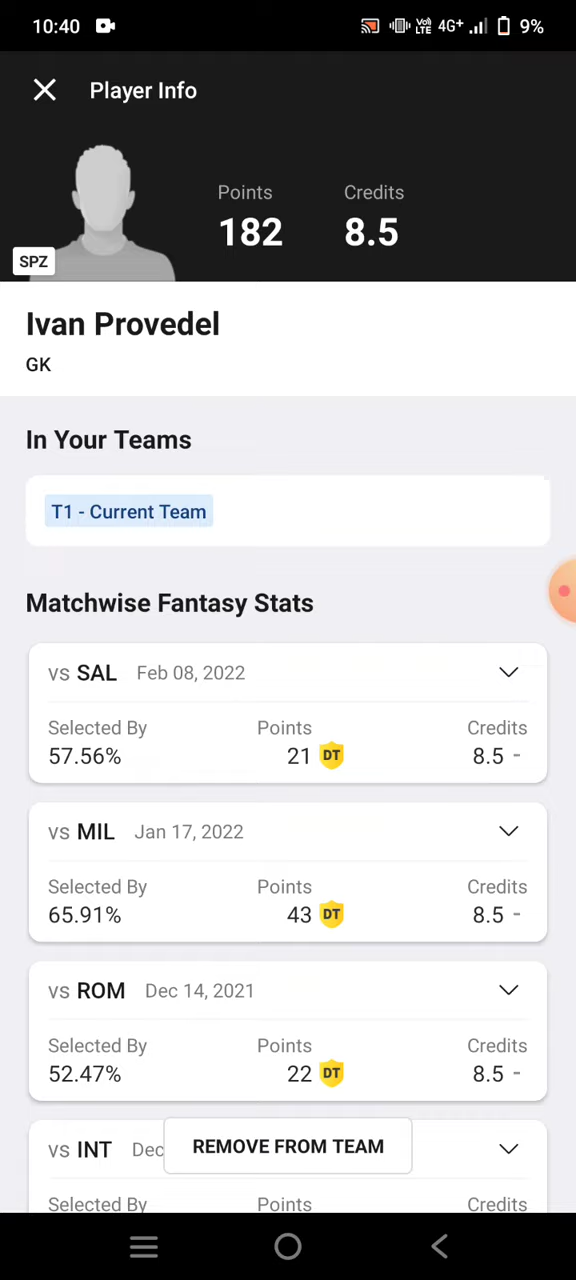 10:40 VoLTE 4G+ 9%
Player Info
Points Credits
182 8.5
SPZ
Ivan Provedel
GK
In Your Teams
T1 - Current Team
Matchwise Fantasy Stats
vs SAL Feb 08, 2022
Selected By Points Credits
57.56% 21 DT 8.5 -
vs MIL Jan 17, 2022
Selected By Points Credits
65.91% 43 DT 8.5 -
vs ROM Dec 14, 2021
Selected By Points Credits
52.47% 22 DT 8.5 -
vs INT Dec
REMOVE FROM TEAM
Selected By Points Credits